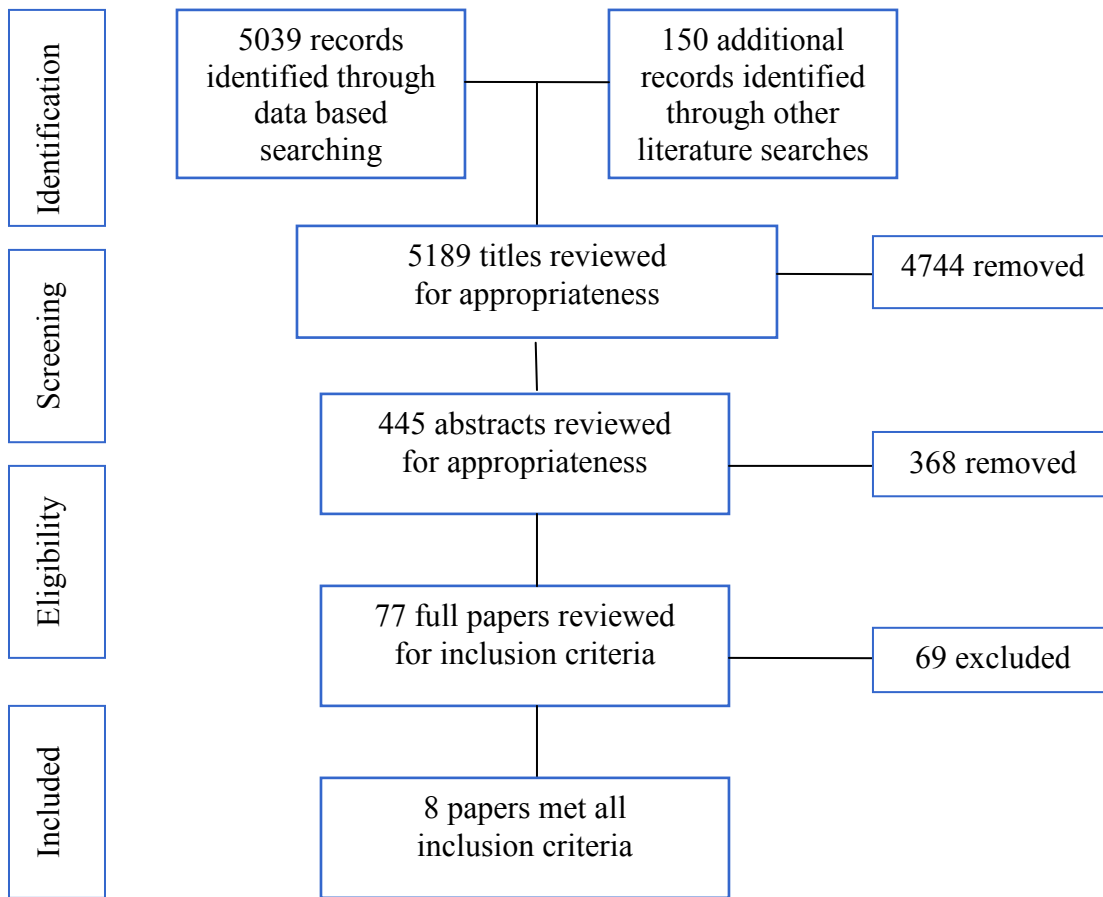 Identification
5039 records
identified through
data based
searching
150 additional
records identified
through other
literature searches
Screening
5189 titles reviewed
for appropriateness
4744 removed
445 abstracts reviewed
for appropriateness
368 removed
Eligibility
77 full papers reviewed
for inclusion criteria
69 excluded
Included
8 papers met all
inclusion criteria